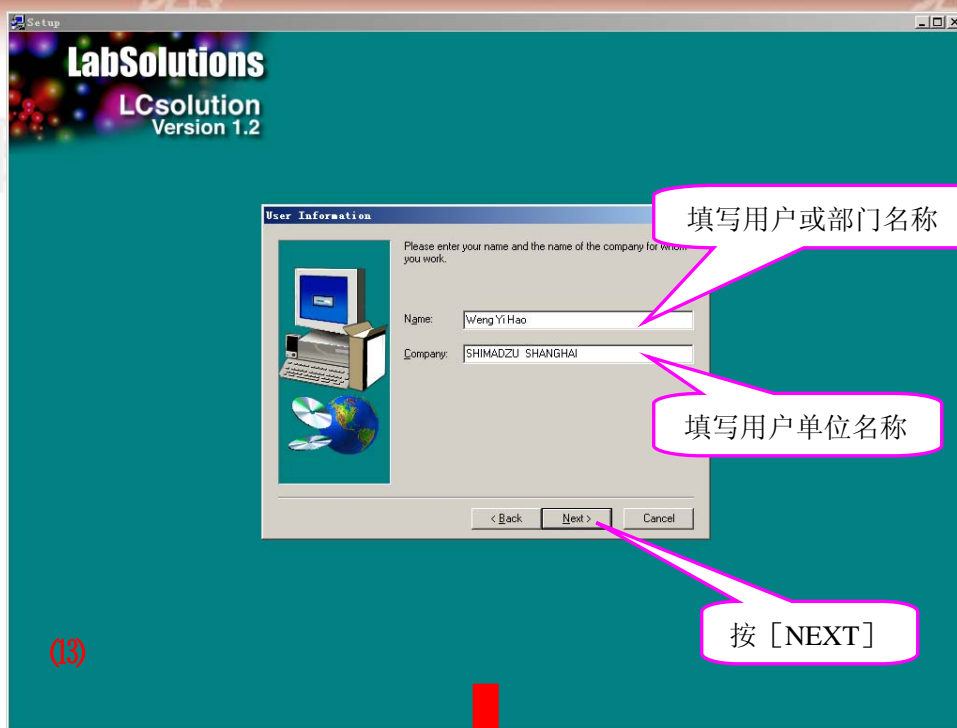 Setup
LabSolutions
LCsolution
Version 1.2
User Information
填写用户或部门名称
Please enter your name and the name of the company for whom
you work.
Name: Weng Yi Hao
Company: SHIMADZU SHANGHAI
填写用户单位名称
< Back Next > Cancel
按［NEXT］
(13)